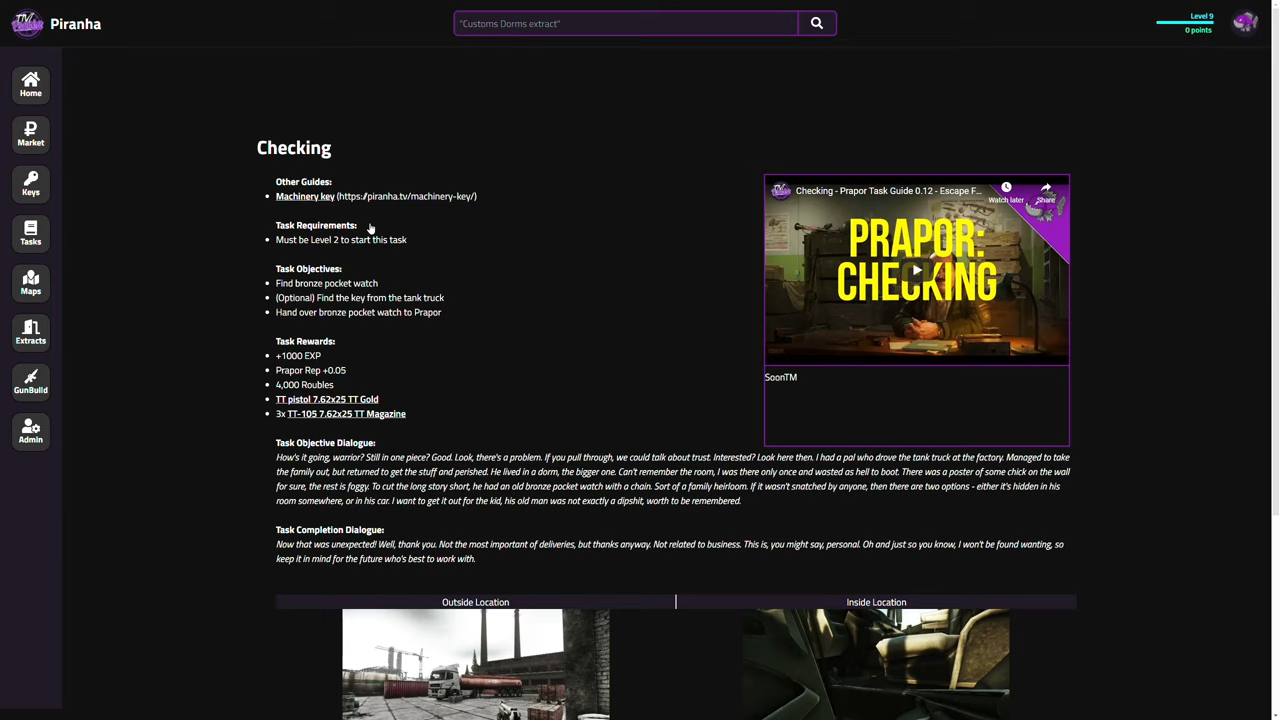 Piranha
"Customs Dorms extract"
Level 9
0 points
Home
Market
Keys
Tasks
Maps
Extracts
GunBuild
Admin
Checking
Other Guides:
Machinery key (https://piranha.tv/machinery-key/)
Task Requirements:
Must be Level 2 to start this task
Task Objectives:
Find bronze pocket watch
(Optional) Find the key from the tank truck
Hand over bronze pocket watch to Prapor
Task Rewards:
+1000 EXP
Prapor Rep +0.05
4,000 Roubles
TT pistol 7.62x25 TT Gold
3x TT-105 7.62x25 TT Magazine
Checking - Prapor Task Guide 0.12 - Escape F...
Watch later
Share
PRAPOR:
CHECKING
SoonTM
Task Objective Dialogue:
How's it going, warrior? Still in one piece? Good. Look, there's a problem. If you pull through, we could talk about trust. Interested? Look here then. I had a pal who drove the tank truck at the factory. Managed to
take the family out, but returned to get the stuff and perished. He lived in a dorm, the bigger one. Can't remember the room, I was there only once and wasted as hell to boot. There was a poster of some chick on the wall
for sure, the rest is foggy. To cut the long story short, he had an old bronze pocket watch with a chain. Sort of a family heirloom. If it wasn't snatched by anyone, then there are two options - either it's hidden in his
room somewhere, or in his car. I want to get it out for the kid, his old man was not exactly a dipshit, worth to be remembered.
Task Completion Dialogue:
Now that was unexpected! Well, thank you. Not the most important of deliveries, but thanks anyway. Not related to business. This is, you might say, personal. Oh and just so you know, I won't be found wanting, so
keep it in mind for the future who's best to work with.
Outside Location
Inside Location